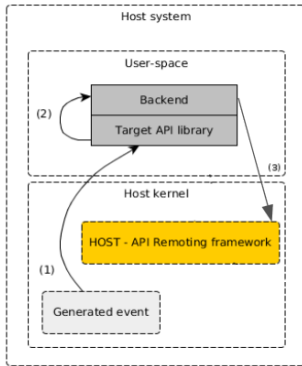 Host system
User-space
Backend
(2)
Target API library
(3)
Host kernel
HOST - API Remoting framework
(1)
Generated event